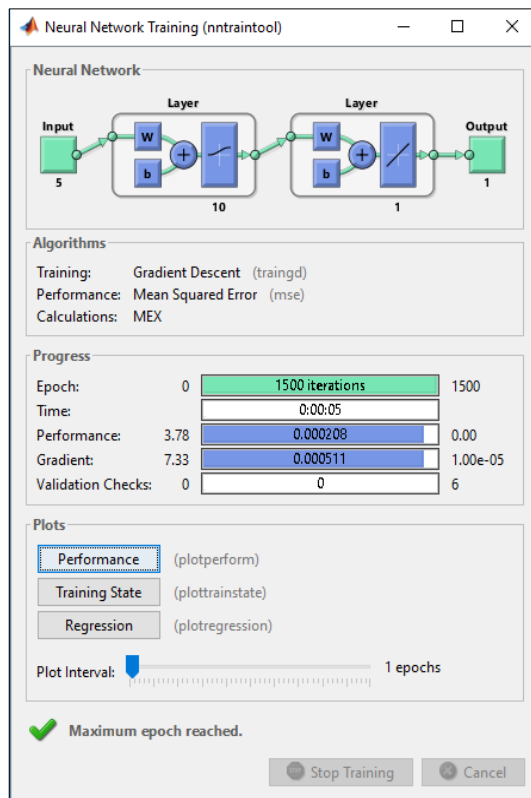 Neural Network Training (nntraintool)
Neural Network
Layer Layer
Input Output
W W
b b
5 10 1 1
Algorithms
Training: Gradient Descent (traingd)
Performance: Mean Squared Error (mse)
Calculations: MEX
Progress
Epoch: 0 1500 iterations 1500
Time: 0:00:05
Performance: 3.78 0.000208 0.00
Gradient: 7.33 0.000511 1.00e-05
Validation Checks: 0 0 6
Plots
Performance (plotperform)
Training State (plottrainstate)
Regression (plotregression)
Plot Interval: 1 epochs
Maximum epoch reached.
Stop Training Cancel